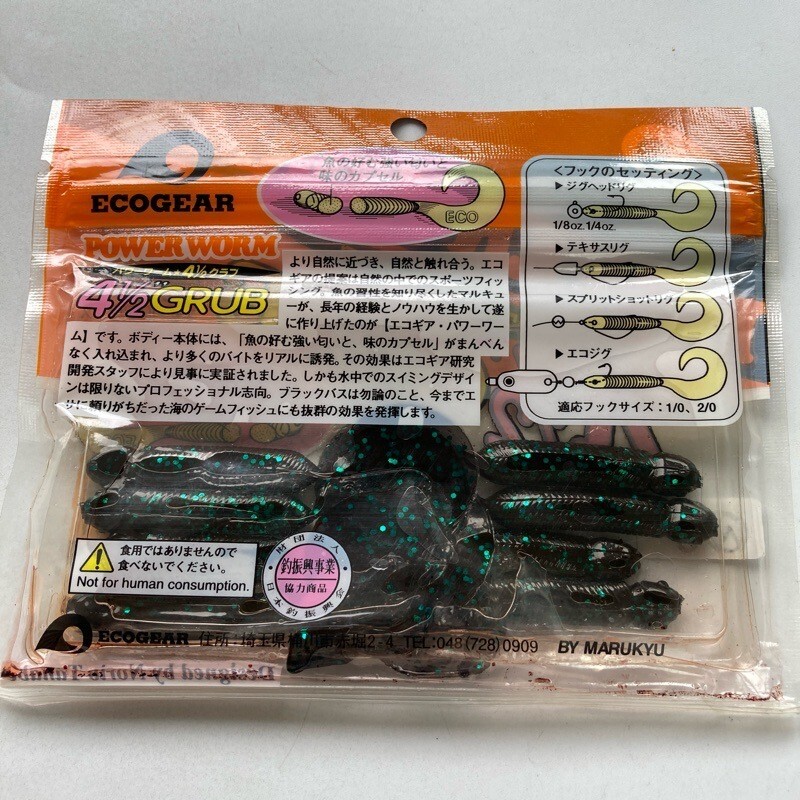 魚の好む強い匂いと
味のカプセル
ECO
ECOGEAR
POWER WORM
パワーワーム・4½グラブ
4½"GRUB
より自然に近づき、自然と触れ合う。エコ
ギアの提案は自然の中でのスポーツフィッ
シング。魚の習性を知り尽くしたマルキュ
ーが、長年の経験とノウハウを生かして遂
に作り上げたのが【エコギア・パワーワー
ム】です。ボディー本体には、「魚の好む強い匂いと、味のカプセル」がまんべん
なく入れ込まれ、より多くのバイトをリアルに誘発。その効果はエコギア研究
開発スタッフにより見事に実証されました。しかも水中でのスイミングデザイ
ンは限りないプロフェッショナル志向。ブラックバスは勿論のこと、今までエ
サに頼りがちだった海のゲームフィッシュにも抜群の効果を発揮します。
<フックのセッティング>
▶ジグヘッドリグ
1/8oz.1/4oz.
▶テキサスリグ
▶スプリットショットリグ
▶エコジグ
適応フックサイズ：1/0、2/0
食用ではありませんので
食べないでください。
Not for human consumption.
財団法人
釣振興事業
協力商品
日本釣振興会
ECOGEAR 住所：埼玉県桶川市赤堀2-4 TEL:048(728)0909 BY MARUKYU
Designed by Norio Tanabe